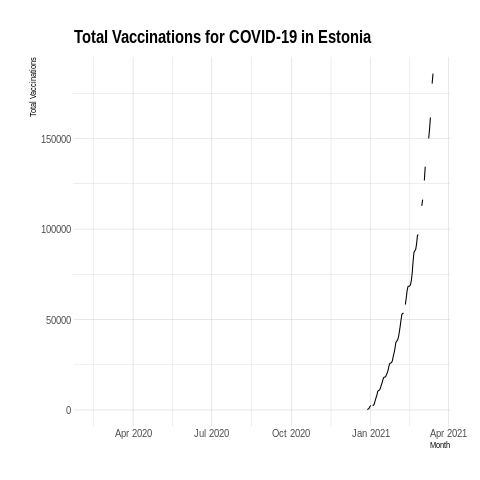 Total Vaccinations for COVID-19 in Estonia
Total Vaccinations
150000
100000
50000
0
Apr 2020 Jul 2020 Oct 2020 Jan 2021 Apr 2021
Month